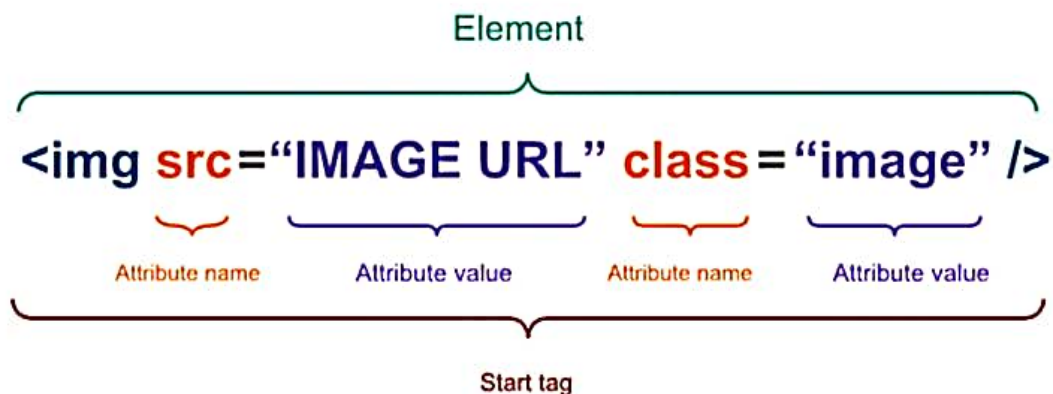 Element
<img src=“IMAGE URL” class=“image” />
Attribute name Attribute value Attribute name Attribute value
Start tag